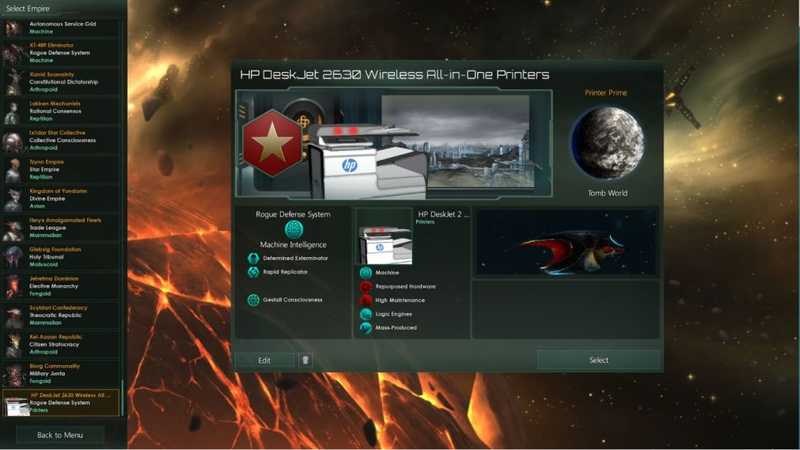 Select Empire
Autonomous Service Grid
Machine
XT-489 Eliminator
Rogue Defense System
Machine
Constitutional Dictatorship
Arthropoid
Rational Consensus
Reptilian
Ix'Idar Star Collective
Collective Consciousness
Arthropoid
Tzynn Empire
Star Empire
Reptilian
Kingdom of Yondarim
Divine Empire
Avian
Amalgamated Fleets
Trade League
Mammalian
Glebsig Foundation
Holy Tribunal
Molluscoid
Jehetma Dominion
Elective Monarchy
Fungoid
Scyldari Confederacy
Theocratic Republic
Mammalian
Kel-Azaan Republic
Citizen Stratocracy
Arthropoid
Blorg Commonality
Military Junta
Fungoid
HP DeskJet 2630 Wireless All-...
Rogue Defense System
Printers
Back to Menu
HP DeskJet 2630 Wireless All-in-One Printers
hp
Printer Prime
Tomb World
Rogue Defense System
Machine Intelligence
Determined Exterminator
Rapid Replicator
Gestalt Consciousness
HP DeskJet 2 ...
Printers
hp
Machine
Repurposed Hardware
High Maintenance
Logic Engines
Mass-Produced
Edit
Select